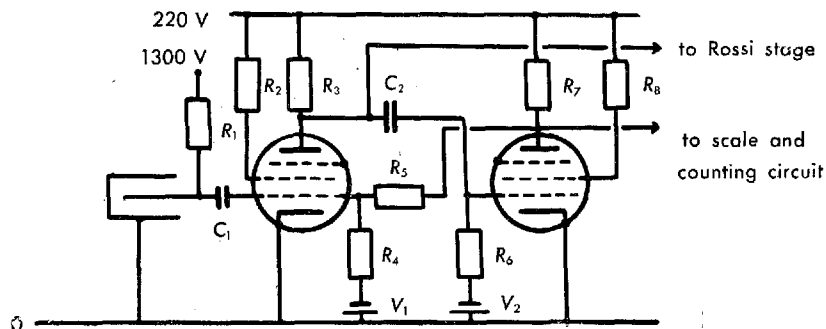 220 V
1300 V
to Rossi stage
R₂
R₃
C₂
R₇
R₈
R₁
to scale and
counting circuit
R₅
C₁
R₄
R₆
V₁
V₂
0